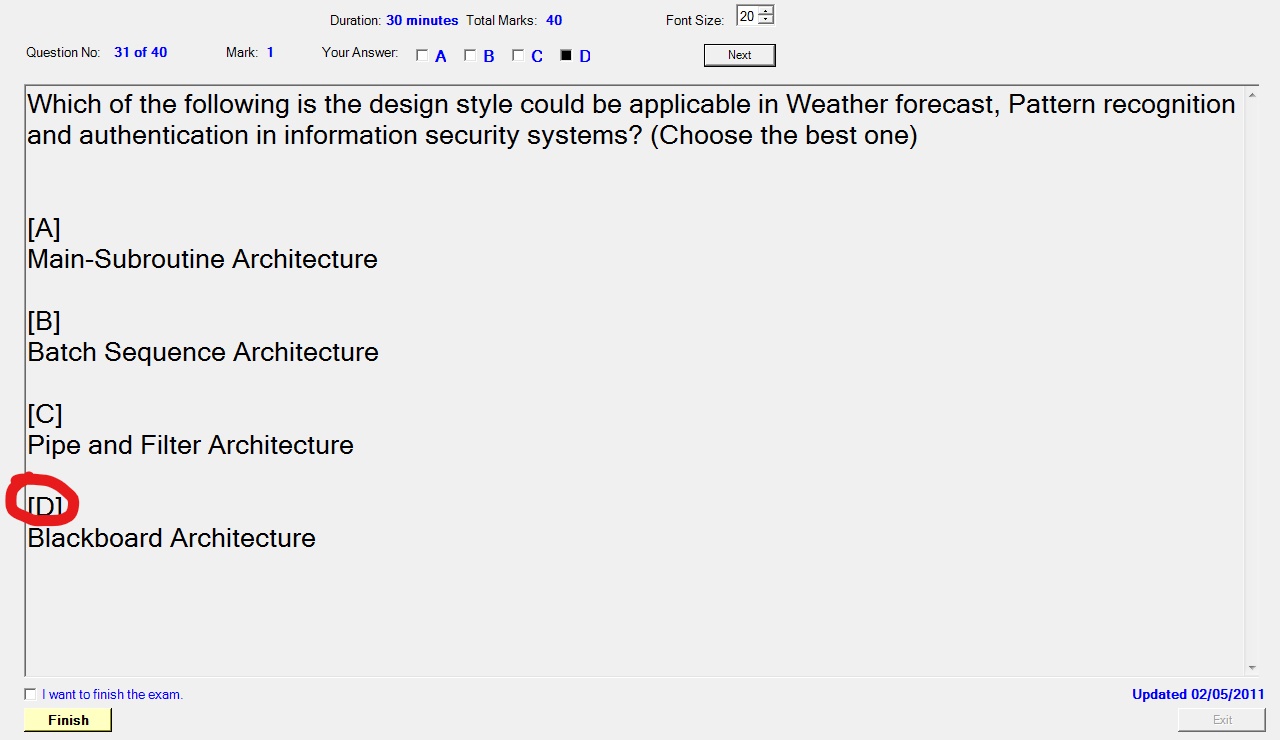 Duration: 30 minutes Total Marks: 40 Font Size: 20
Question No: 31 of 40 Mark: 1 Your Answer: A B C D Next
Which of the following is the design style could be applicable in Weather forecast, Pattern recognition
and authentication in information security systems? (Choose the best one)
[A]
Main-Subroutine Architecture
[B]
Batch Sequence Architecture
[C]
Pipe and Filter Architecture
[D]
Blackboard Architecture
I want to finish the exam. Updated 02/05/2011
Finish Exit